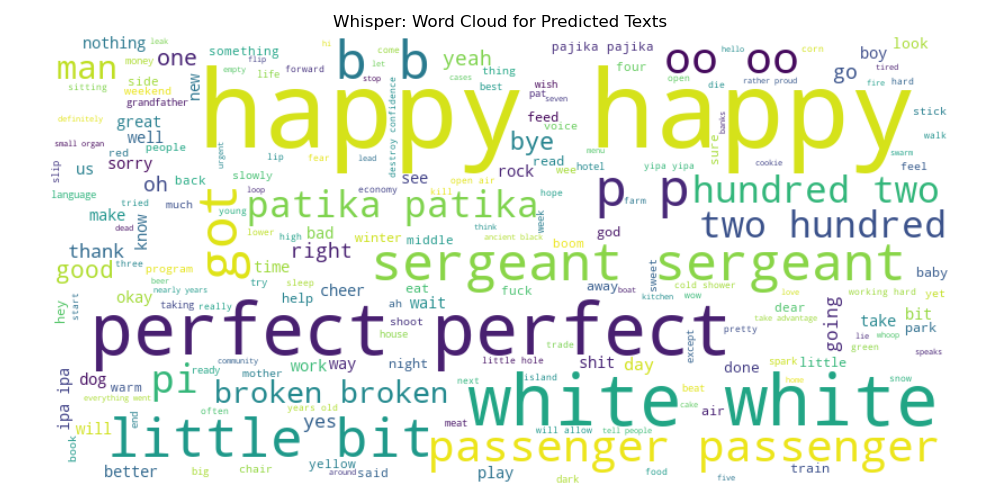 Whisper: Word Cloud for Predicted Texts
nothing leak one something hi b b yeah come pajika pajika oo oo hello corn boy look
man money side flip forward let cases thing four open go tired
sitting weekend new empty life happy happy stop best wish die rather proud fire hard
grandfather pat seven
definitely great well feed voice banks stick
small organ red people urgent lip fear lead destroy confidence bye menu sure walk
slip us sorry slowly read wee hotel yipa yipa cookie swarm
oh back loop economy see rock feel
language tried much young got patika patika open air kill hope p p farm hundred two
make dead know lower high bad winter think week god two hundred
thank three right middle ancient black boom
good program time sergeant sergeant sweet baby
beer try sleep eat away boat cold shower
hey start okay nearly years taking really help cheer ah wait fuck kitchen wow love working hard yet
perfect perfect shoot dear take advantage going take bit park
house trade except pretty lie whoop green speaks
ipa ipa dog community ready mother work way night little hole shit day done spark little
warm pi broken broken next island beat home snow
everything went often years old meat white white cake air
book will end yes will allow tell people
little bit passenger passenger
better big chair yellow around said play dark food five train